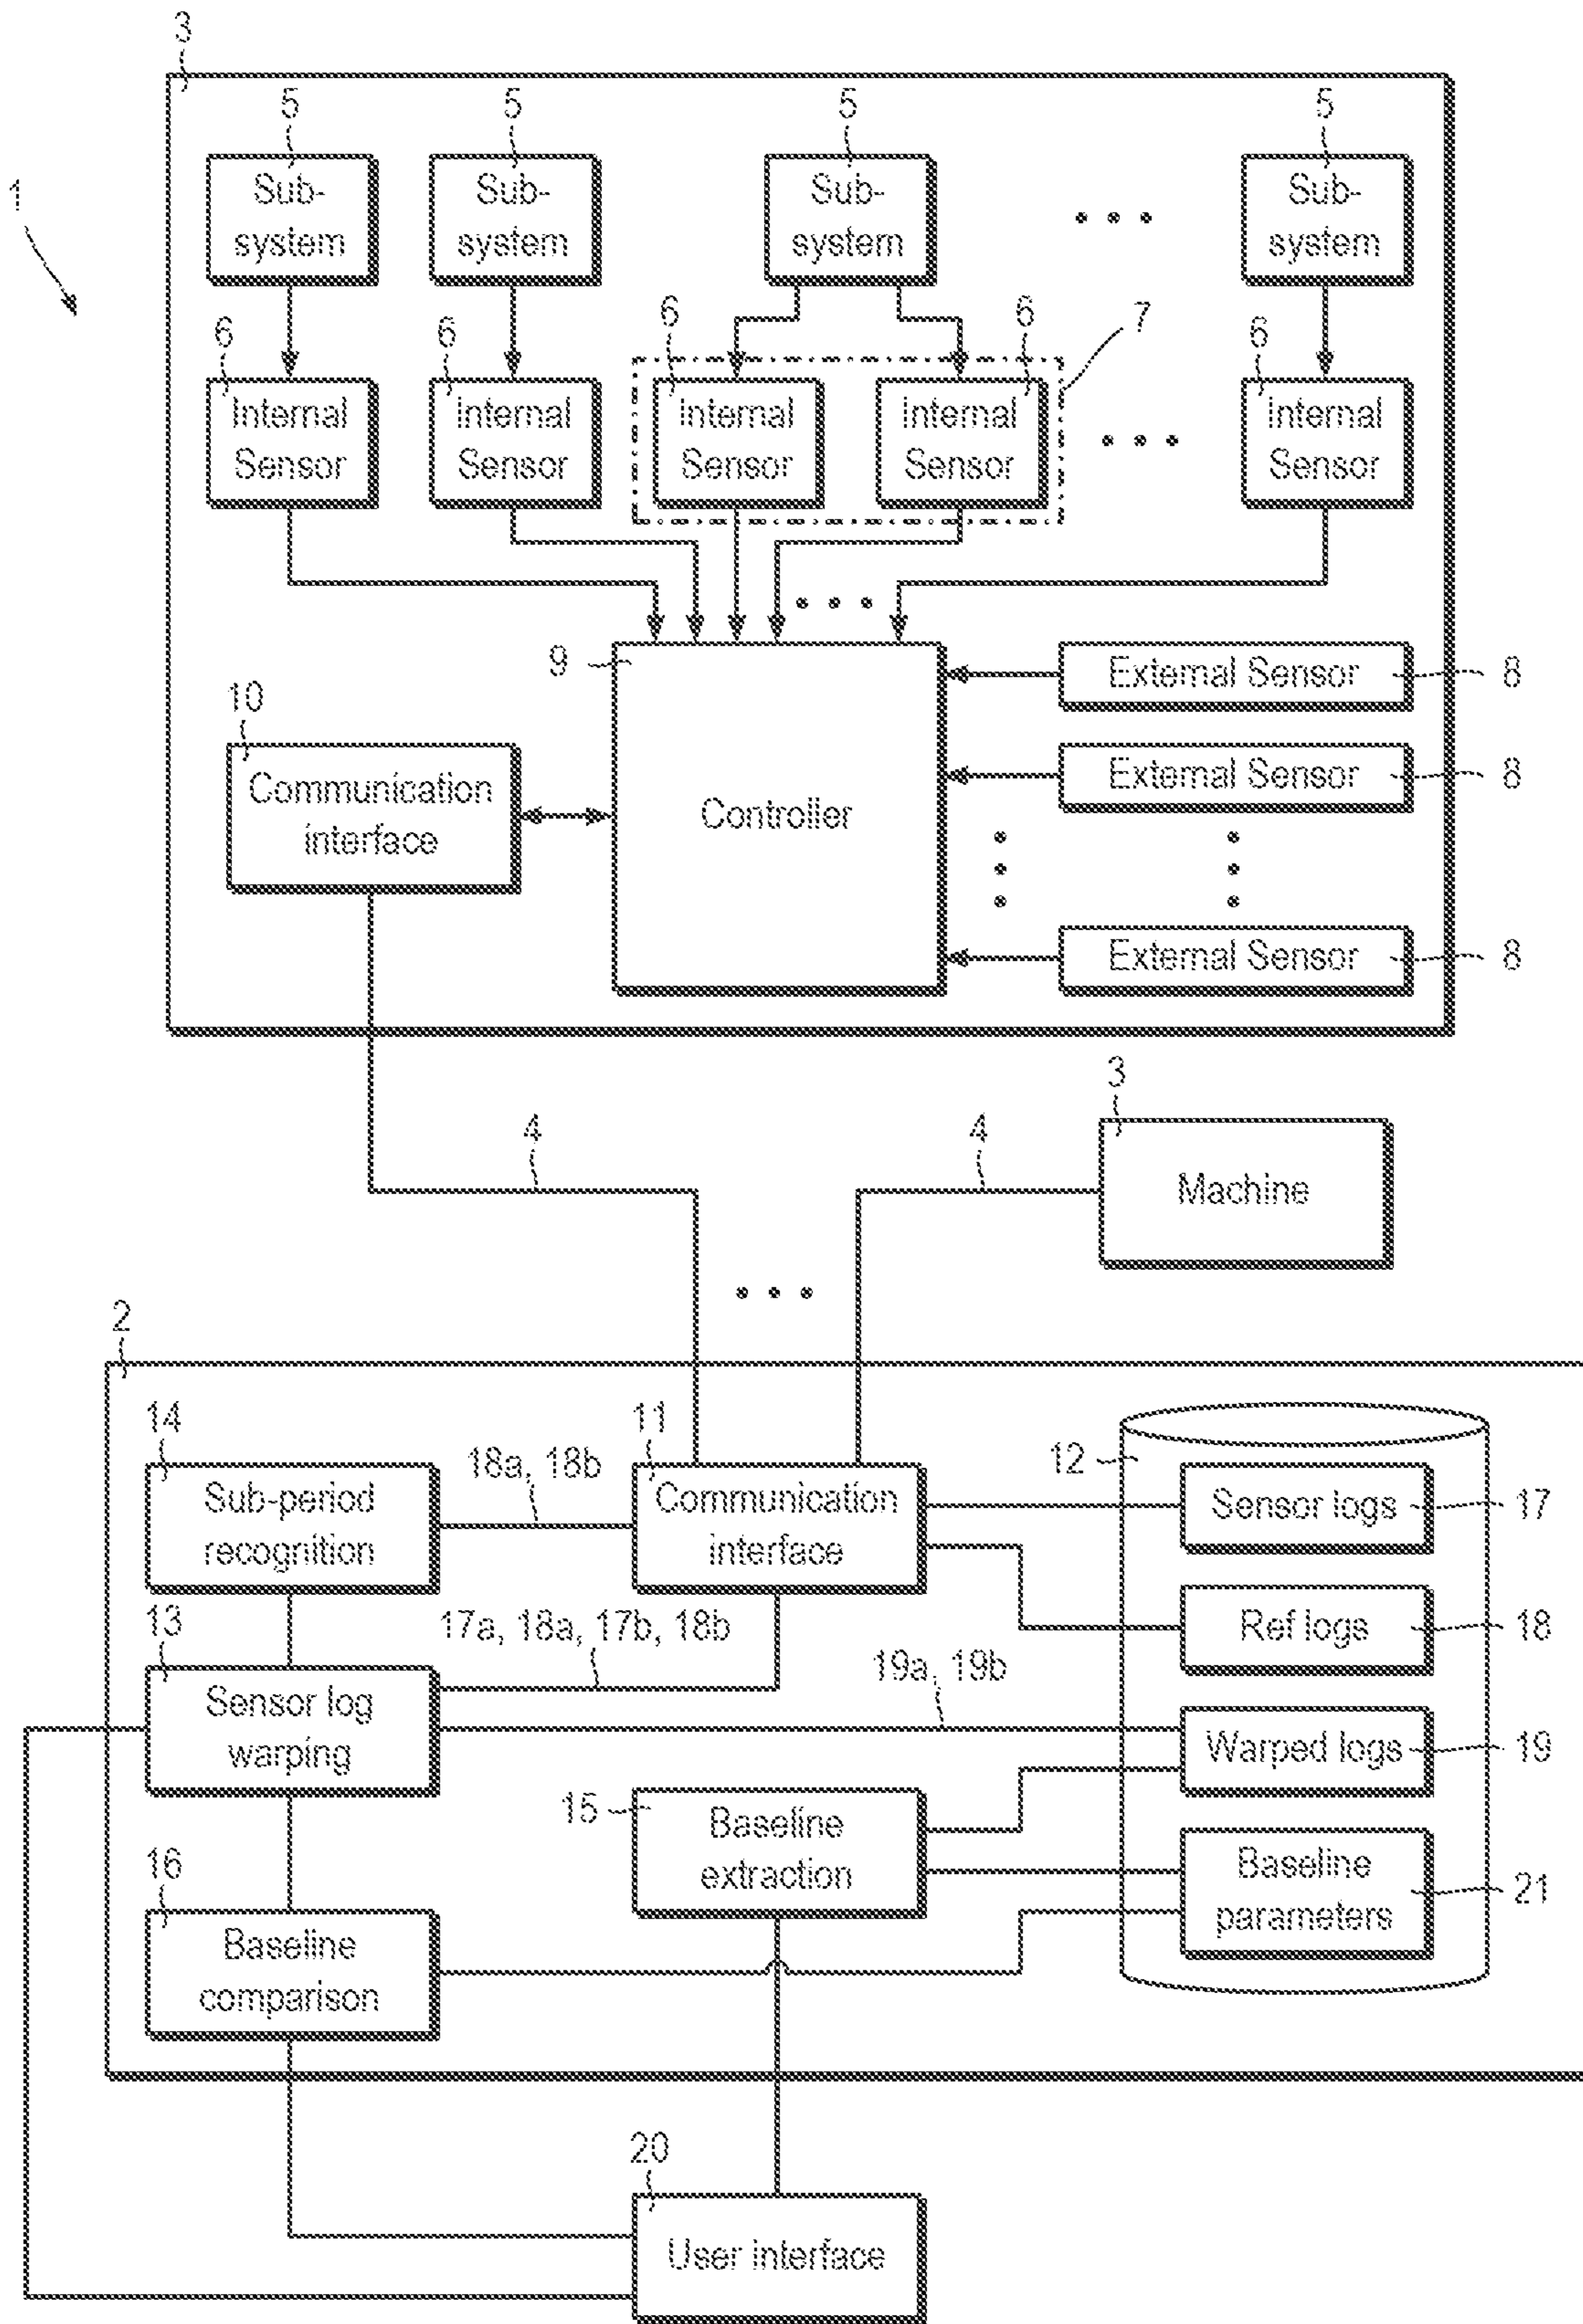 3
5
5
5
5
1
Sub-
system
Sub-
system
Sub-
system
Sub-
system
6
6
6
6
7
6
Internal
Sensor
Internal
Sensor
Internal
Sensor
Internal
Sensor
Internal
Sensor
9
External Sensor
8
10
Communication
interface
Controller
External Sensor
8
External Sensor
8
3
4
4
Machine
2
14
11
12
18a, 18b
Sub-period
recognition
Communication
interface
Sensor logs
17
13
17a, 18a, 17b, 18b
Ref logs
18
19a, 19b
Sensor log
warping
Warped logs
19
15
Baseline
extraction
16
Baseline
parameters
21
Baseline
comparison
20
User interface